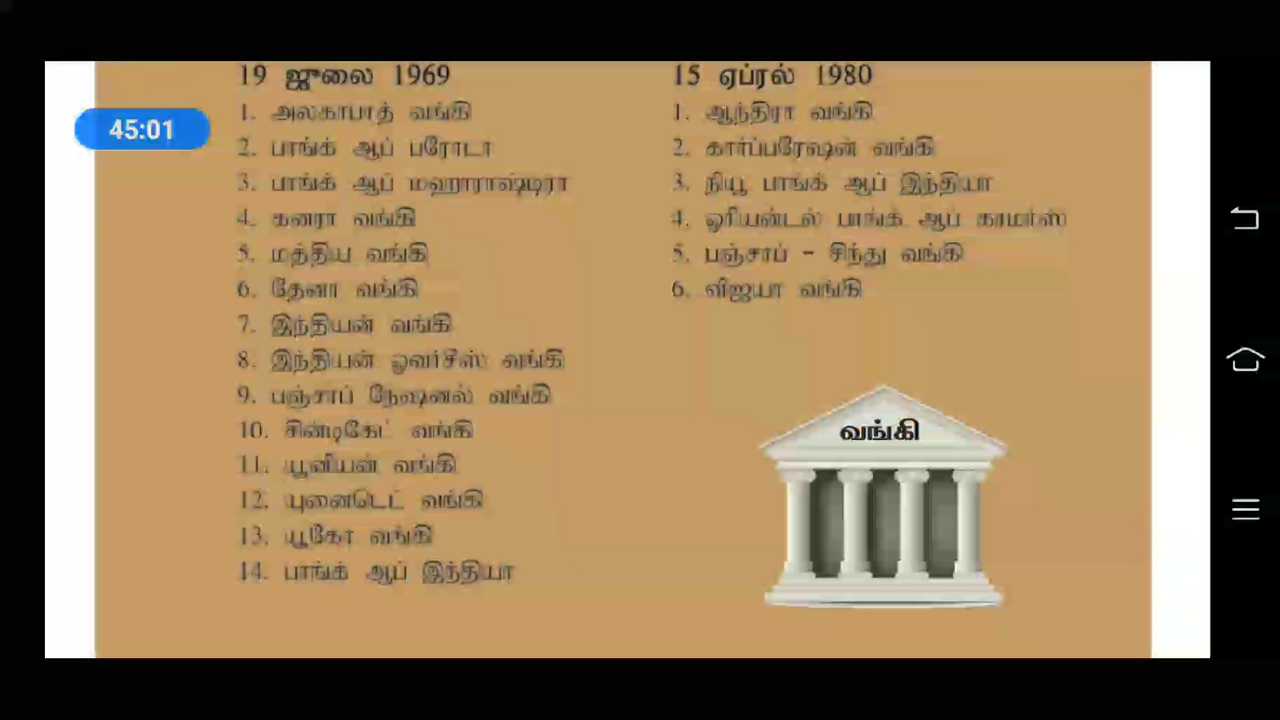 19 ஜுலை 1969
1. அலகாபாத் வங்கி
2. பாங்க் ஆப் பரோடா
3. பாங்க் ஆப் மஹாராஷ்டிரா
4. கனரா வங்கி
5. மத்திய வங்கி
6. தேனா வங்கி
7. இந்தியன் வங்கி
8. இந்தியன் ஓவர்சீஸ் வங்கி
9. பஞ்சாப் நேஷனல் வங்கி
10. சிண்டிகேட் வங்கி
11. யூனியன் வங்கி
12. யுனைடெட் வங்கி
13. யூகோ வங்கி
14. பாங்க் ஆப் இந்தியா
15 ஏப்ரல் 1980
1. ஆந்திரா வங்கி
2. கார்ப்பரேஷன் வங்கி
3. நியூ பாங்க் ஆப் இந்தியா
4. ஓரியன்டல் பாங்க் ஆப் காமர்ஸ்
5. பஞ்சாப் - சிந்து வங்கி
6. விஜயா வங்கி
வங்கி
45:01